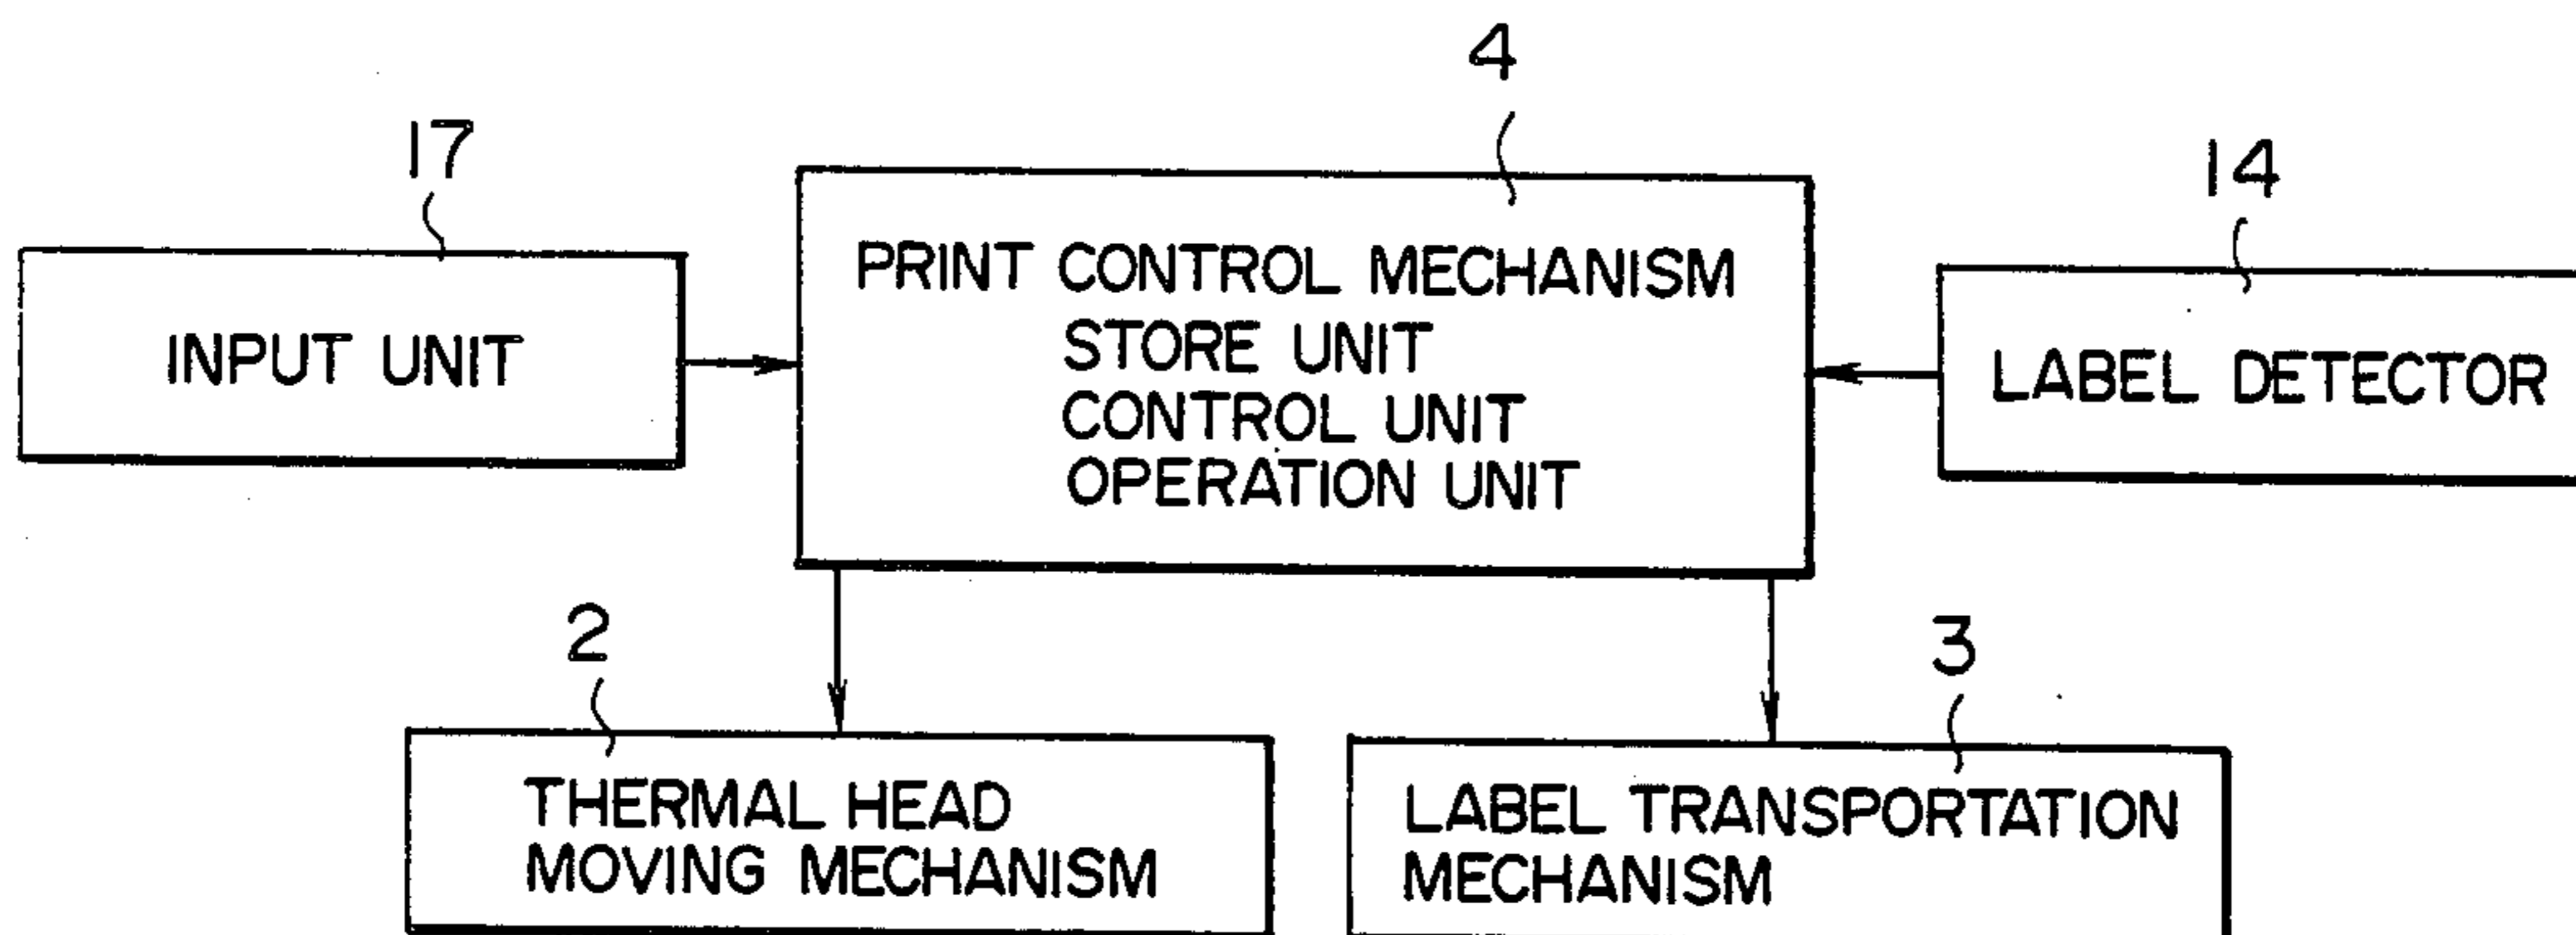 4
17
14
PRINT CONTROL MECHANISM
STORE UNIT
CONTROL UNIT
OPERATION UNIT
INPUT UNIT
LABEL DETECTOR
2
3
THERMAL HEAD
MOVING MECHANISM
LABEL TRANSPORTATION
MECHANISM